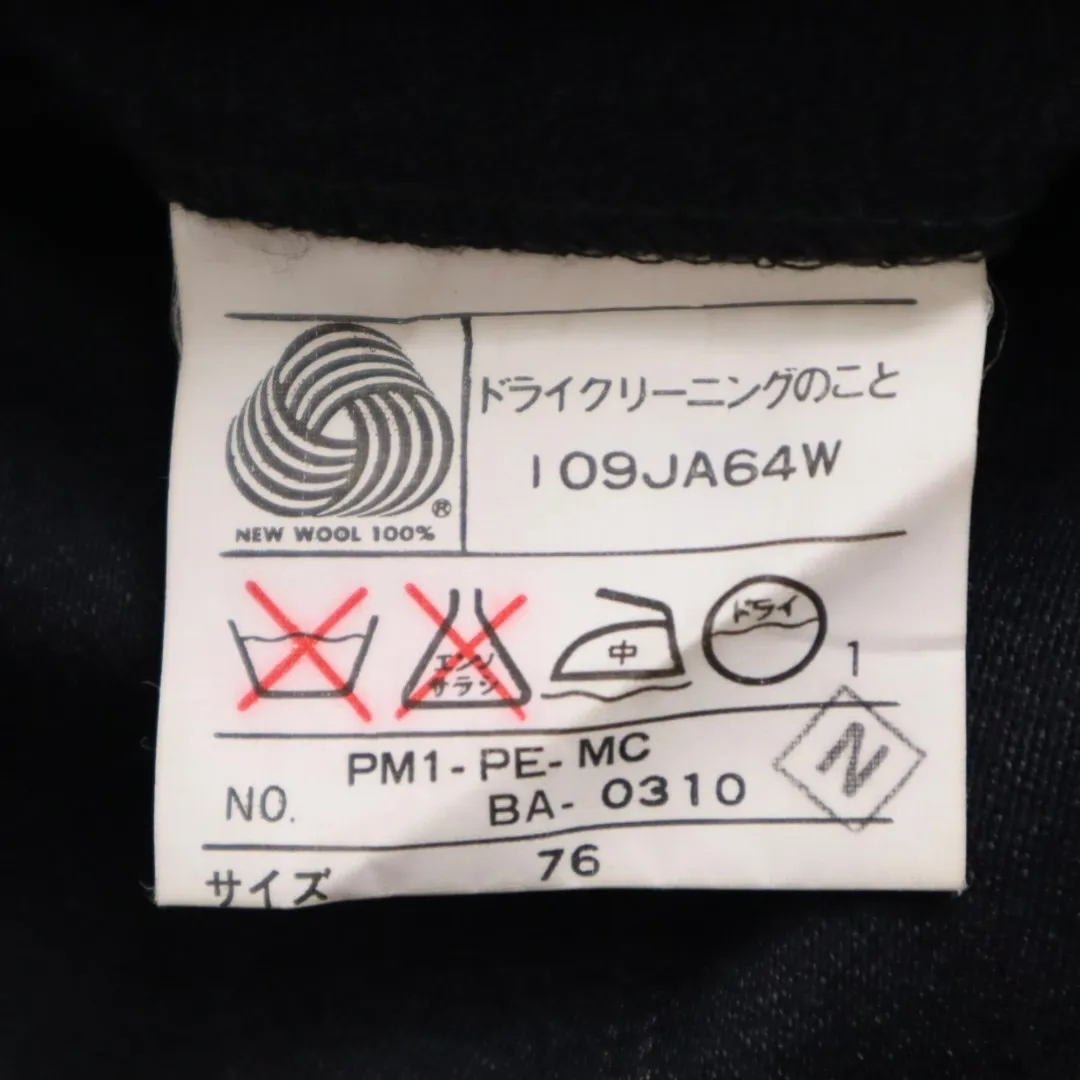 ドライクリーニングのこと
109JA64W
®
NEW WOOL 100%
エンソ
サラシ
中
ドライ
1
PM1-PE-MC
NO. BA-0310
N
サイズ 76